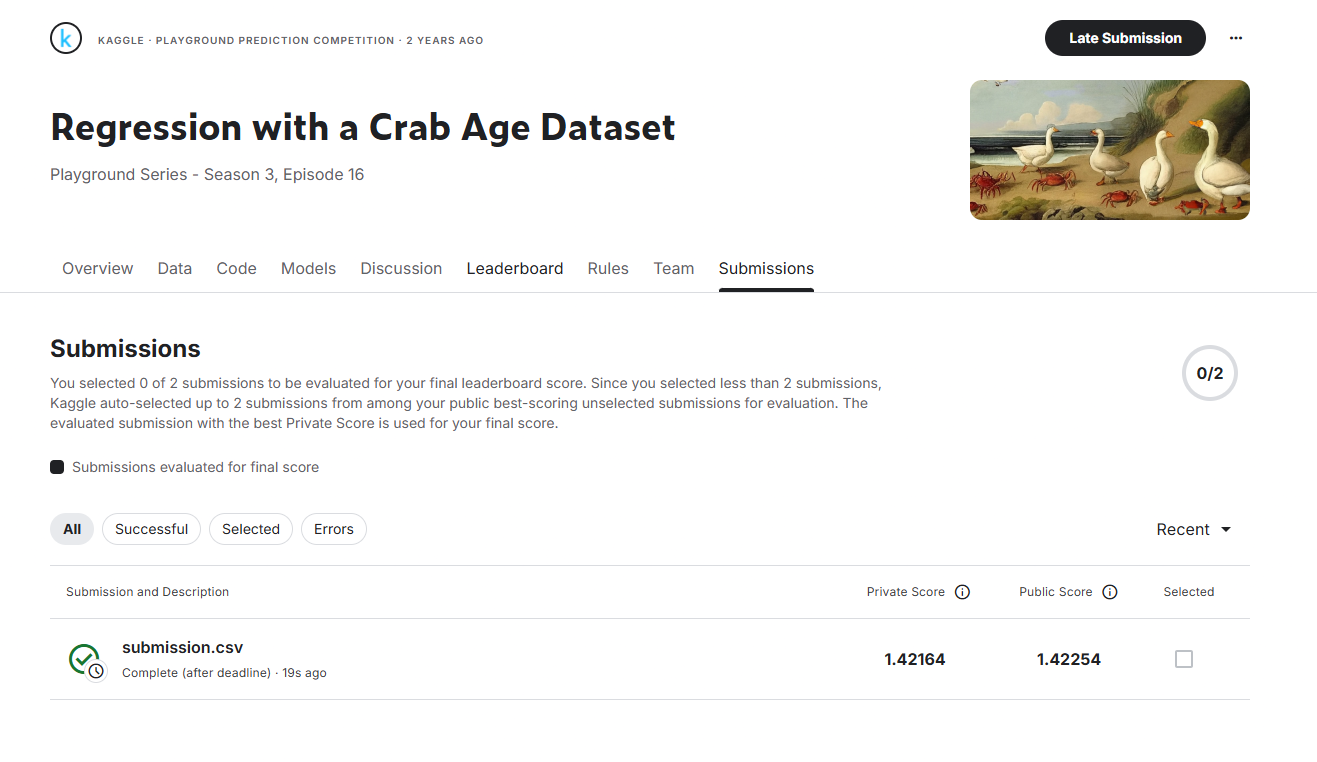 k
KAGGLE · PLAYGROUND PREDICTION COMPETITION · 2 YEARS AGO
Late Submission
Regression with a Crab Age Dataset
Playground Series - Season 3, Episode 16
Overview Data Code Models Discussion Leaderboard Rules Team Submissions
Submissions
You selected 0 of 2 submissions to be evaluated for your final leaderboard score. Since you selected less than 2 submissions,
Kaggle auto-selected up to 2 submissions from among your public best-scoring unselected submissions for evaluation. The
evaluated submission with the best Private Score is used for your final score.
0/2
Submissions evaluated for final score
All Successful Selected Errors Recent
Submission and Description Private Score Public Score Selected
submission.csv
Complete (after deadline) · 19s ago
1.42164 1.42254